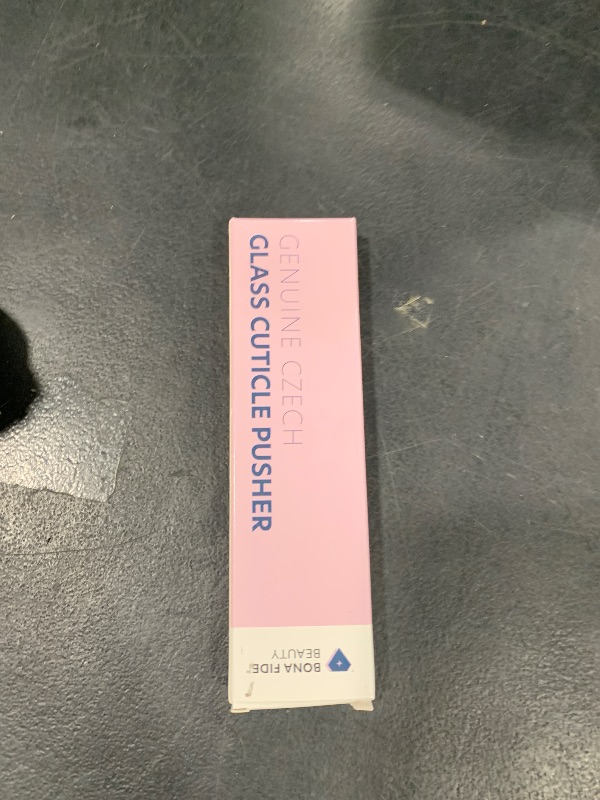 GENUINE CZECH
GLASS CUTICLE PUSHER
BONA FIDE
BEAUTY